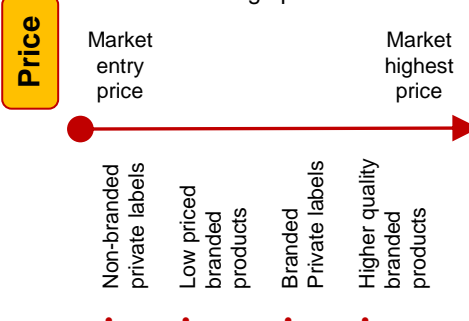 Price
Market
entry
price
Market
highest
price
Non-branded
private labels
Low priced
branded
products
Branded
Private labels
Higher quality
branded
products